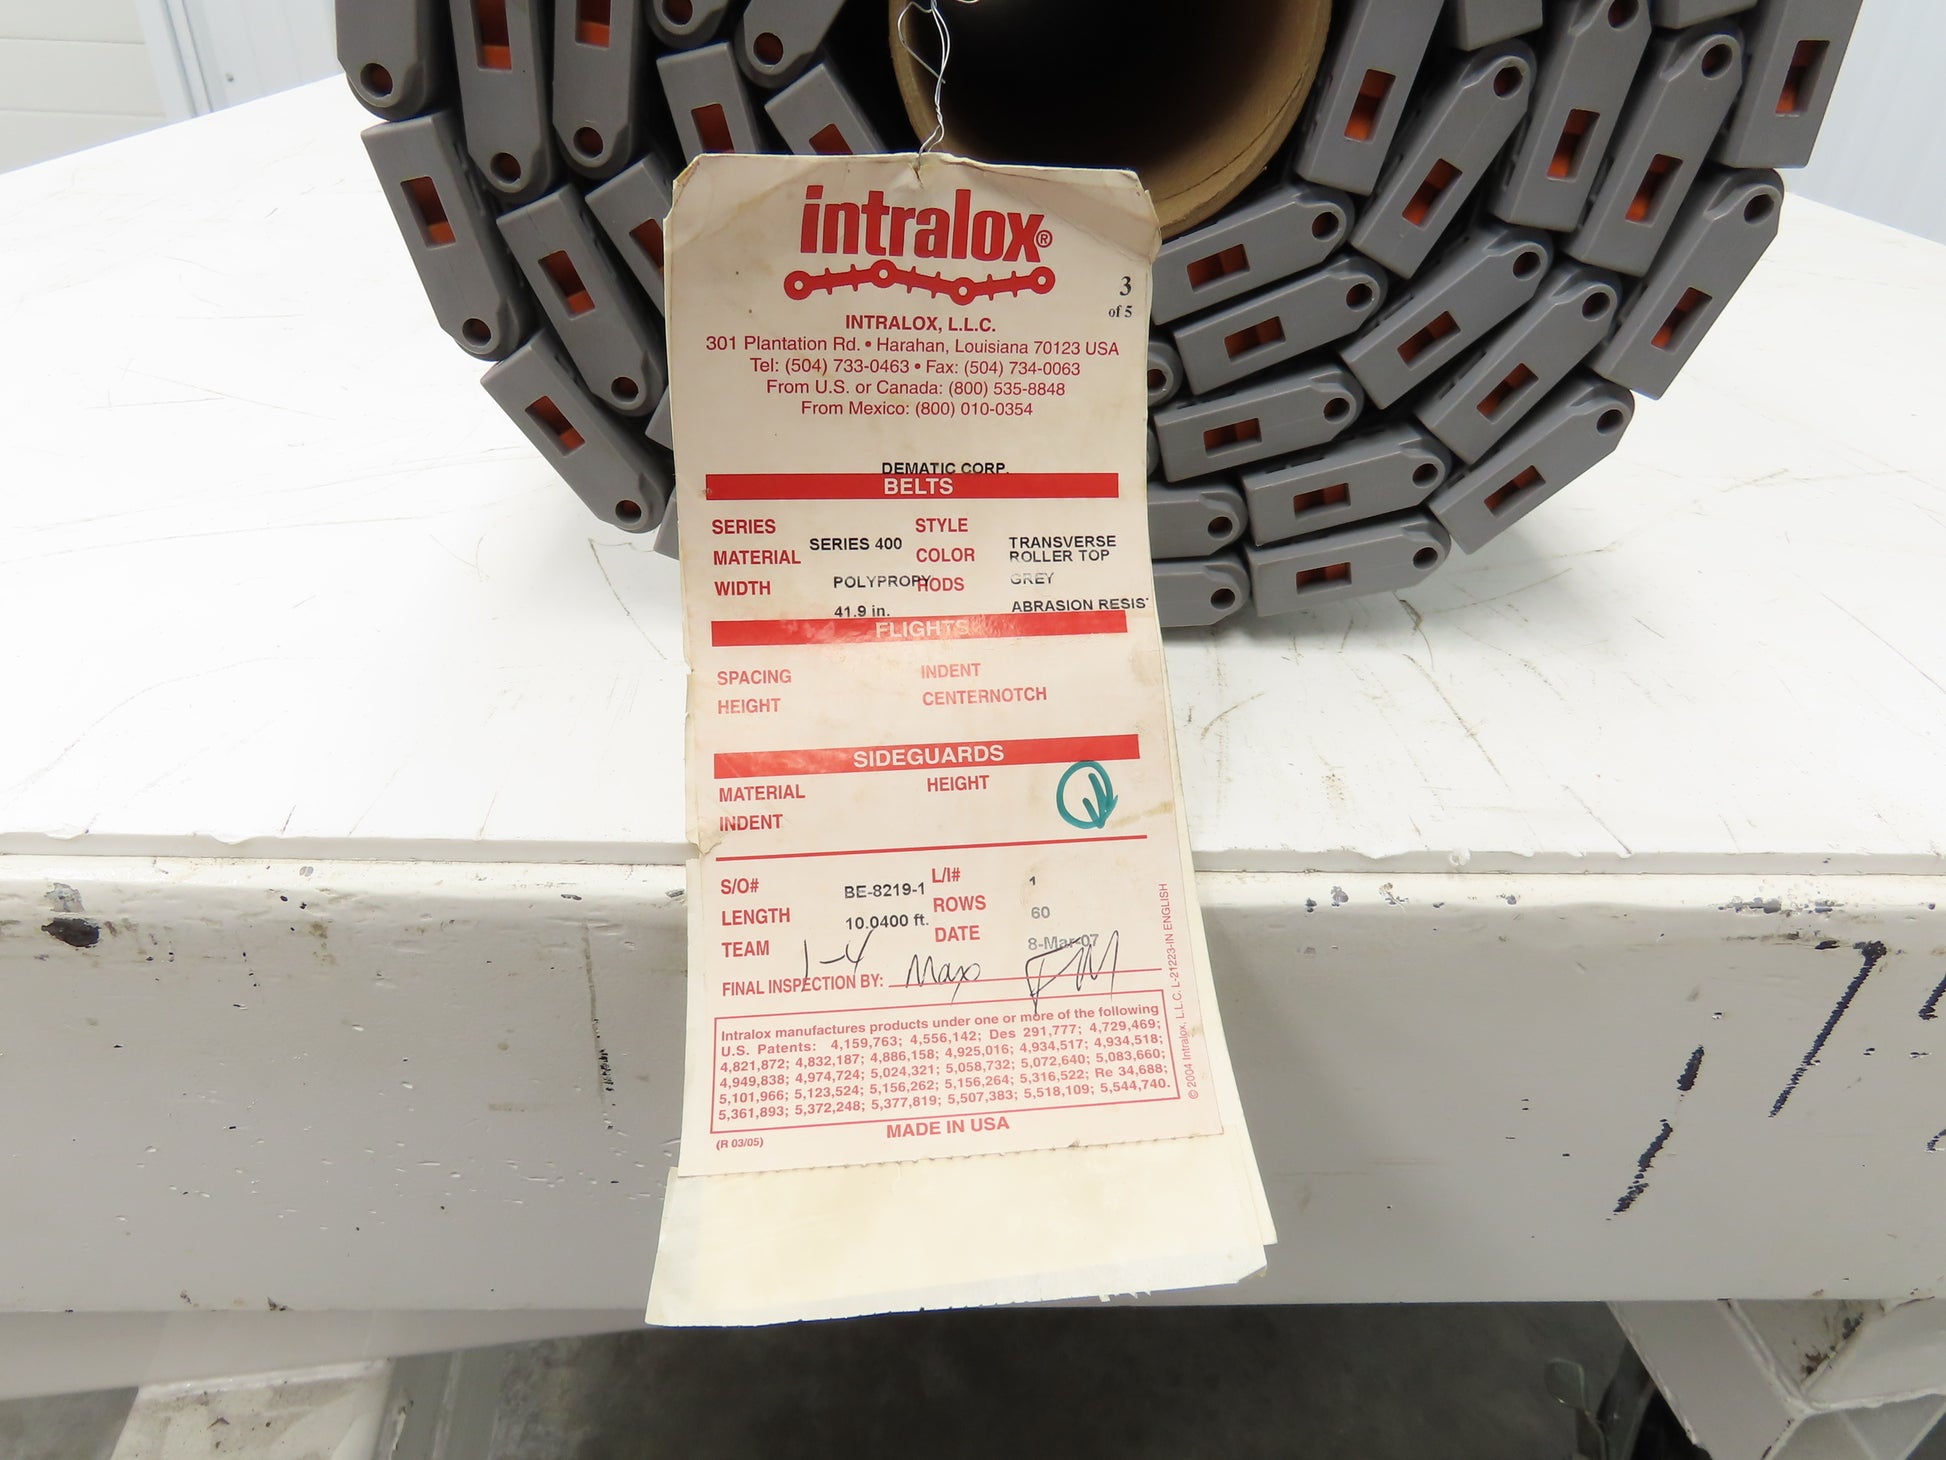 intralox®
3
of 5
INTRALOX, L.L.C.
301 Plantation Rd. • Harahan, Louisiana 70123 USA
Tel: (504) 733-0463 • Fax: (504) 734-0063
From U.S. or Canada: (800) 535-8848
From Mexico: (800) 010-0354
DEMATIC CORP.
BELTS
SERIES STYLE
SERIES 400 TRANSVERSE
MATERIAL COLOR ROLLER TOP
WIDTH POLYPROPY RODS GREY
41.9 in. ABRASION RESIS
FLIGHTS
SPACING INDENT
HEIGHT CENTERNOTCH
SIDEGUARDS
MATERIAL HEIGHT
INDENT
S/O# BE-8219-1 L/I# 1
LENGTH 10.0400 ft. ROWS 60
TEAM 1-4 DATE 8-Mar-07
FINAL INSPECTION BY: Max
Intralox manufactures products under one or more of the following
U.S. Patents: 4,159,763; 4,556,142; Des 291,777; 4,729,469;
4,821,872; 4,832,187; 4,886,158; 4,925,016; 4,934,517; 4,934,518;
4,949,838; 4,974,724; 5,024,321; 5,058,732; 5,072,640; 5,083,660;
5,101,966; 5,123,524; 5,156,262; 5,156,264; 5,316,522; Re 34,688;
5,361,893; 5,372,248; 5,377,819; 5,507,383; 5,518,109; 5,544,740.
(R 03/05)
MADE IN USA
© 2004 Intralox, L.L.C. L-21223-IN ENGLISH